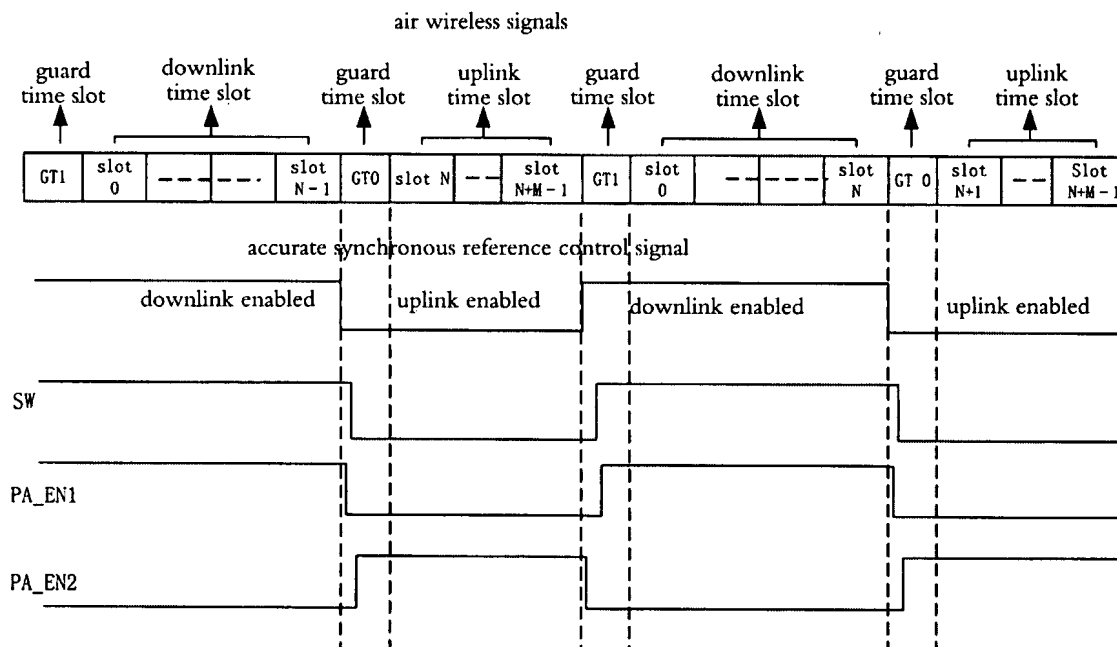 air wireless signals
guard
time slot
downlink
time slot
guard
time slot
uplink
time slot
guard
time slot
downlink
time slot
guard
time slot
uplink
time slot
GT1
slot
0
slot
N-1
GT0
slot N
slot
N+M-1
GT1
slot
0
slot
N
GT 0
slot
N+1
Slot
N+M-1
accurate synchronous reference control signal
downlink enabled
uplink enabled
downlink enabled
uplink enabled
SW
PA_EN1
PA_EN2